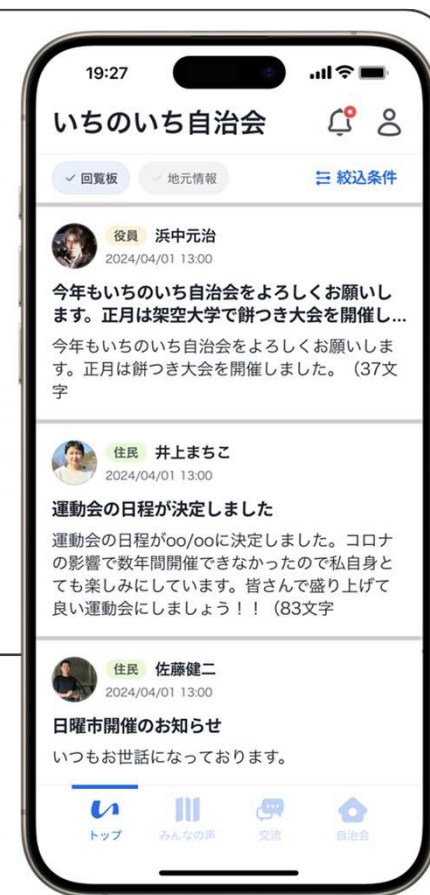 19:27
いちのいち自治会
回覧板
地元情報
絞込条件
役員 浜中元治
2024/04/01 13:00
今年もいちのいち自治会をよろしくお願いし
ます。正月は架空大学で餅つき大会を開催し...
今年もいちのいち自治会をよろしくお願いしま
す。正月は餅つき大会を開催しました。（37文
字
住民 井上まちこ
2024/04/01 13:00
運動会の日程が決定しました
運動会の日程がoo/ooに決定しました。コロナ
の影響で数年間開催できなかったので私自身と
ても楽しみにしています。皆さんで盛り上げて
良い運動会にしましょう！！（83文字
住民 佐藤健二
2024/04/01 13:00
日曜市開催のお知らせ
いつもお世話になっております。
い
トップ
みんなの声
交流
自治会